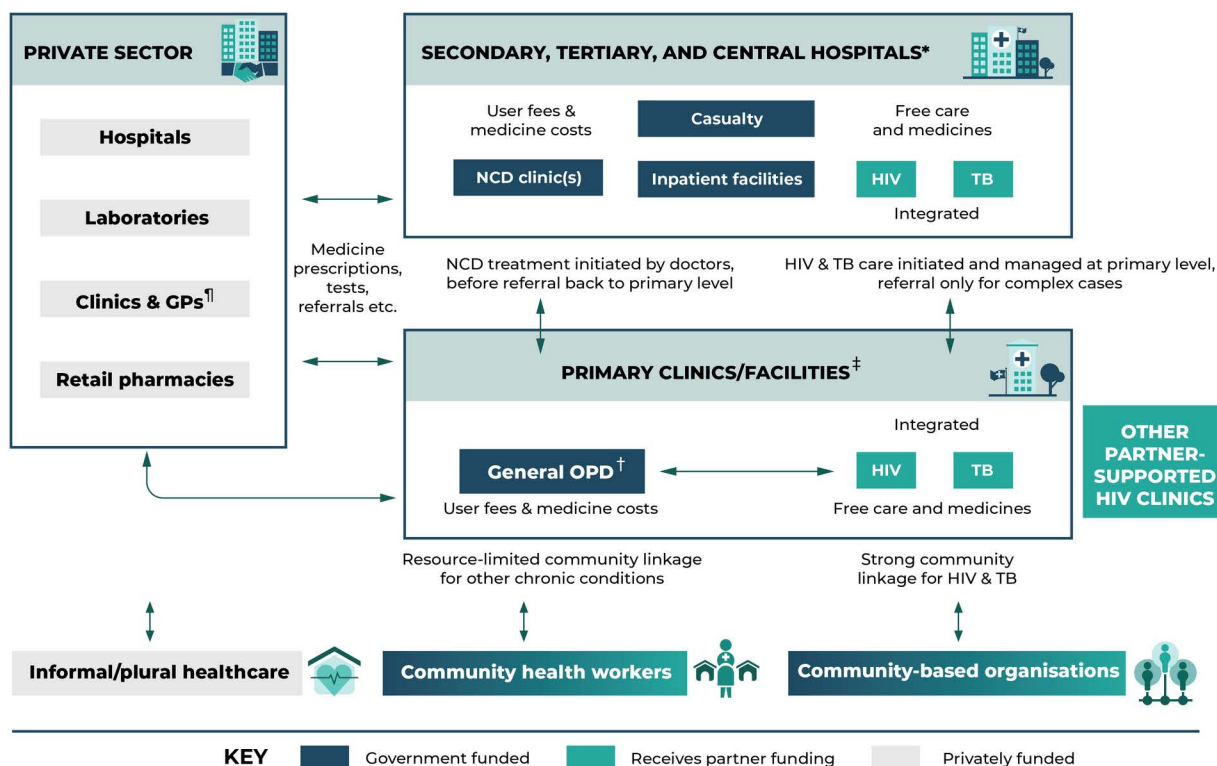 PRIVATE SECTOR
Hospitals
Laboratories
Clinics & GPs¶
Retail pharmacies
Medicine
prescriptions,
tests,
referrals etc.
SECONDARY, TERTIARY, AND CENTRAL HOSPITALS*
User fees &
medicine costs
NCD clinic(s)
Casualty
Inpatient facilities
Free care
and medicines
HIV
TB
Integrated
NCD treatment initiated by doctors,
before referral back to primary level
HIV & TB care initiated and managed at primary level,
referral only for complex cases
PRIMARY CLINICS/FACILITIES‡
General OPD†
User fees & medicine costs
Integrated
HIV
TB
Free care and medicines
OTHER
PARTNER-
SUPPORTED
HIV CLINICS
Resource-limited community linkage
for other chronic conditions
Strong community
linkage for HIV & TB
Informal/plural healthcare
Community health workers
Community-based organisations
KEY
Government funded
Receives partner funding
Privately funded